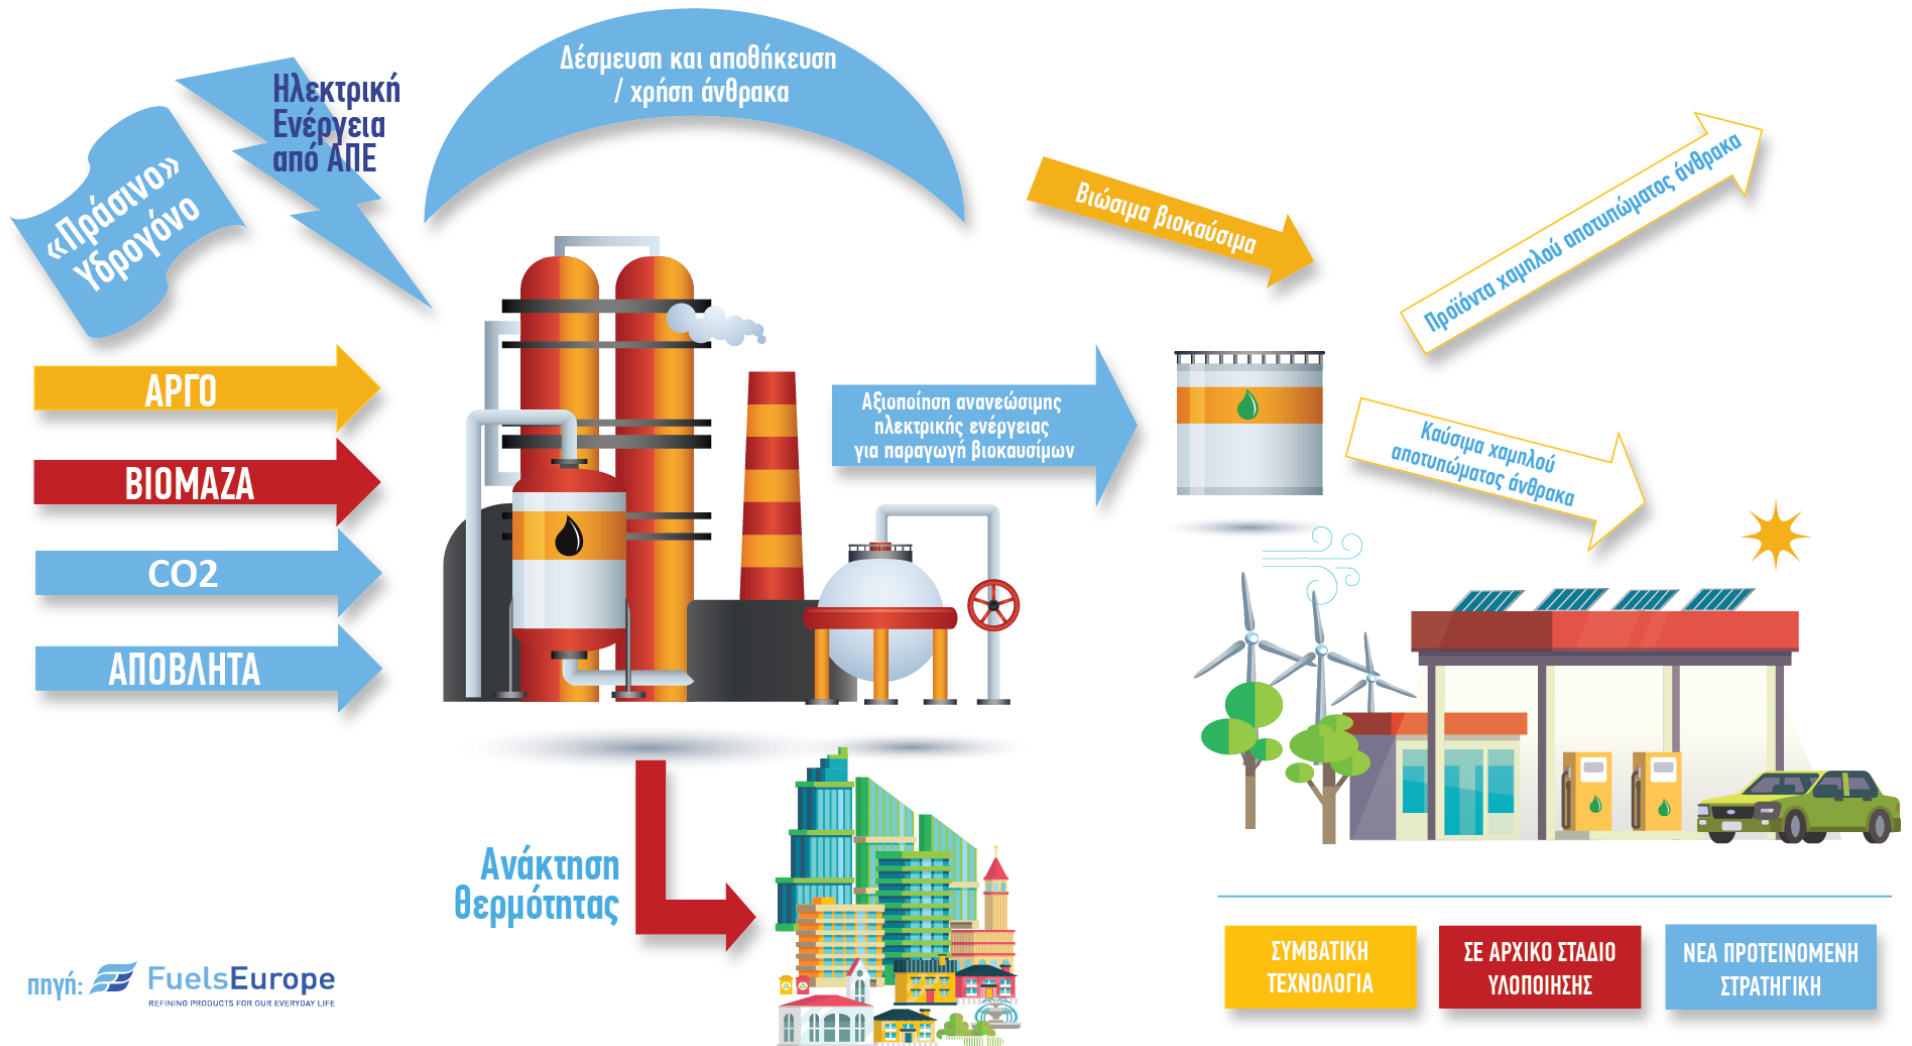 Δέσμευση και αποθήκευση
/ χρήση άνθρακα
Ηλεκτρική
Ενέργεια
από ΑΠΕ
«Πράσινο»
Υδρογόνο
ΑΡΓΟ
ΒΙΟΜΑΖΑ
CO2
ΑΠΟΒΛΗΤΑ
Βιώσιμα βιοκαύσιμα
Προϊόντα χαμηλού αποτυπώματος άνθρακα
Αξιοποίηση ανανεώσιμης
ηλεκτρικής ενέργειας
για παραγωγή βιοκαυσίμων
Καύσιμα χαμηλού
αποτυπώματος άνθρακα
Ανάκτηση
θερμότητας
πηγή: FuelsEurope
REFINING PRODUCTS FOR OUR EVERYDAY LIFE
ΣΥΜΒΑΤΙΚΗ
ΤΕΧΝΟΛΟΓΙΑ
ΣΕ ΑΡΧΙΚΟ ΣΤΑΔΙΟ
ΥΛΟΠΟΙΗΣΗΣ
ΝΕΑ ΠΡΟΤΕΙΝΟΜΕΝΗ
ΣΤΡΑΤΗΓΙΚΗ